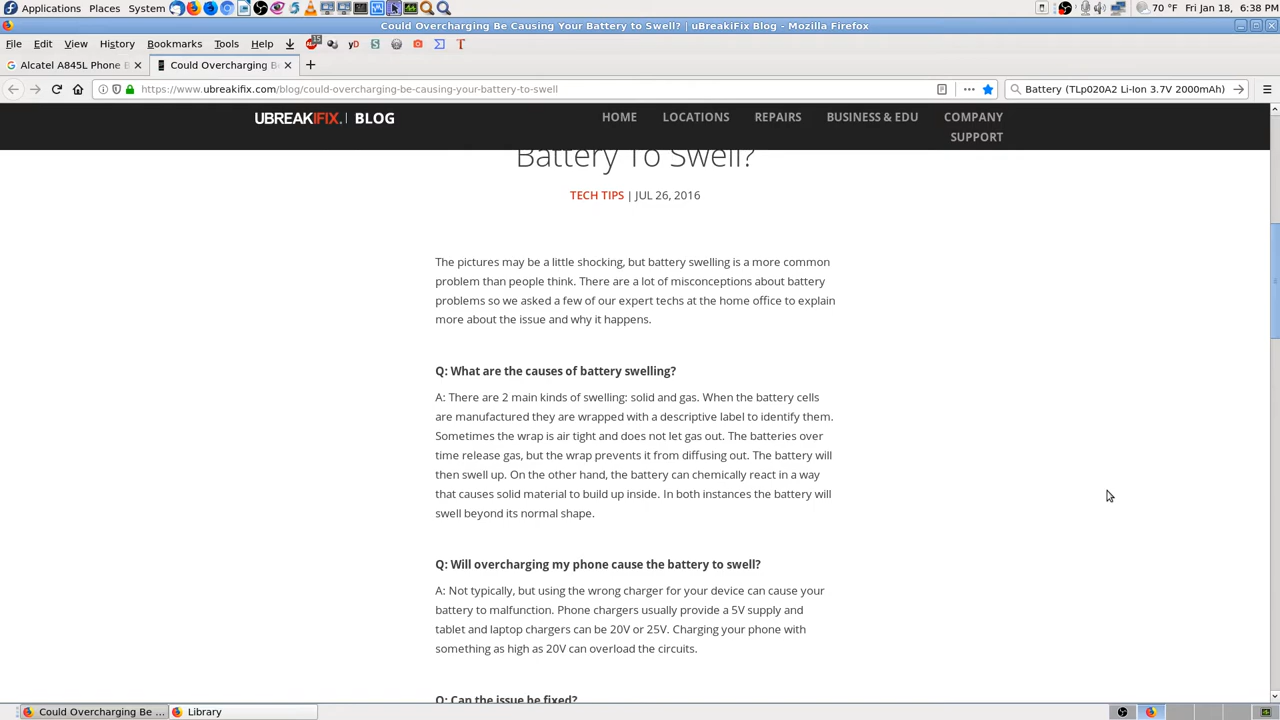 Applications Places System 70 °F Fri Jan 18, 6:38 PM
Could Overcharging Be Causing Your Battery to Swell? | uBreakiFix Blog - Mozilla Firefox
File Edit View History Bookmarks Tools Help 15 yD S T
Alcatel A845L Phone B Could Overcharging B
https://www.ubreakifix.com/blog/could-overcharging-be-causing-your-battery-to-swell Battery (TLp020A2 Li-Ion 3.7V 2000mAh)
UBREAKIFIX. | BLOG HOME LOCATIONS REPAIRS BUSINESS & EDU COMPANY
SUPPORT
Battery To Swell?
TECH TIPS | JUL 26, 2016
The pictures may be a little shocking, but battery swelling is a more common
problem than people think. There are a lot of misconceptions about battery
problems so we asked a few of our expert techs at the home office to explain
more about the issue and why it happens.
Q: What are the causes of battery swelling?
A: There are 2 main kinds of swelling: solid and gas. When the battery cells
are manufactured they are wrapped with a descriptive label to identify them.
Sometimes the wrap is air tight and does not let gas out. The batteries over
time release gas, but the wrap prevents it from diffusing out. The battery will
then swell up. On the other hand, the battery can chemically react in a way
that causes solid material to build up inside. In both instances the battery will
swell beyond its normal shape.
Q: Will overcharging my phone cause the battery to swell?
A: Not typically, but using the wrong charger for your device can cause your
battery to malfunction. Phone chargers usually provide a 5V supply and
tablet and laptop chargers can be 20V or 25V. Charging your phone with
something as high as 20V can overload the circuits.
Q: Can the issue be fixed?
Could Overcharging Be ... Library